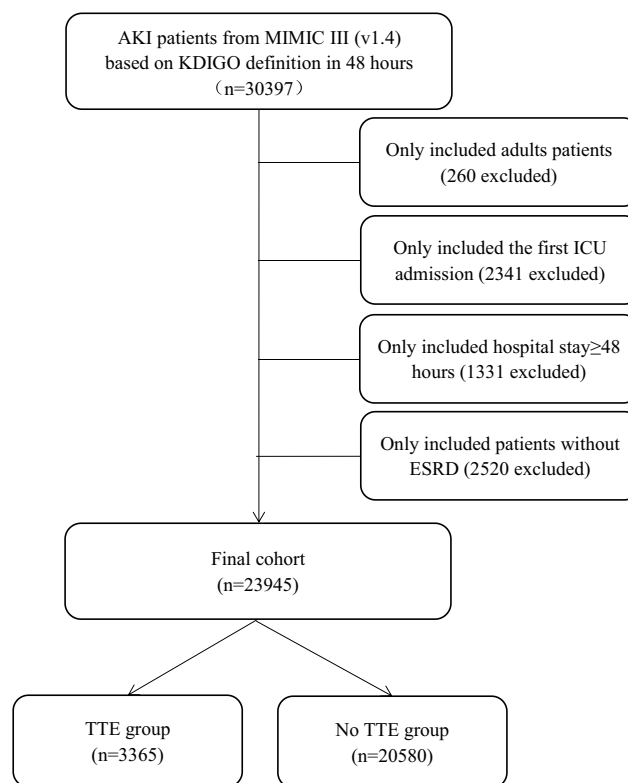 AKI patients from MIMIC III (v1.4)
based on KDIGO definition in 48 hours
（n=30397）
Only included adults patients
(260 excluded)
Only included the first ICU
admission (2341 excluded)
Only included hospital stay≥48
hours (1331 excluded)
Only included patients without
ESRD (2520 excluded)
Final cohort
(n=23945)
TTE group
(n=3365)
No TTE group
(n=20580)